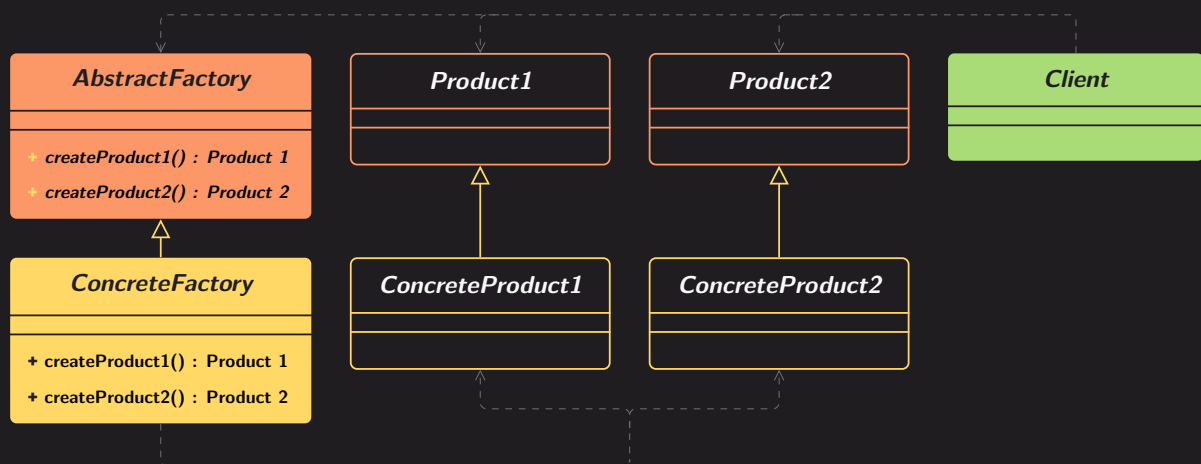 AbstractFactory
+ createProduct1() : Product 1
+ createProduct2() : Product 2
Product1
Product2
Client
ConcreteFactory
+ createProduct1() : Product 1
+ createProduct2() : Product 2
ConcreteProduct1
ConcreteProduct2